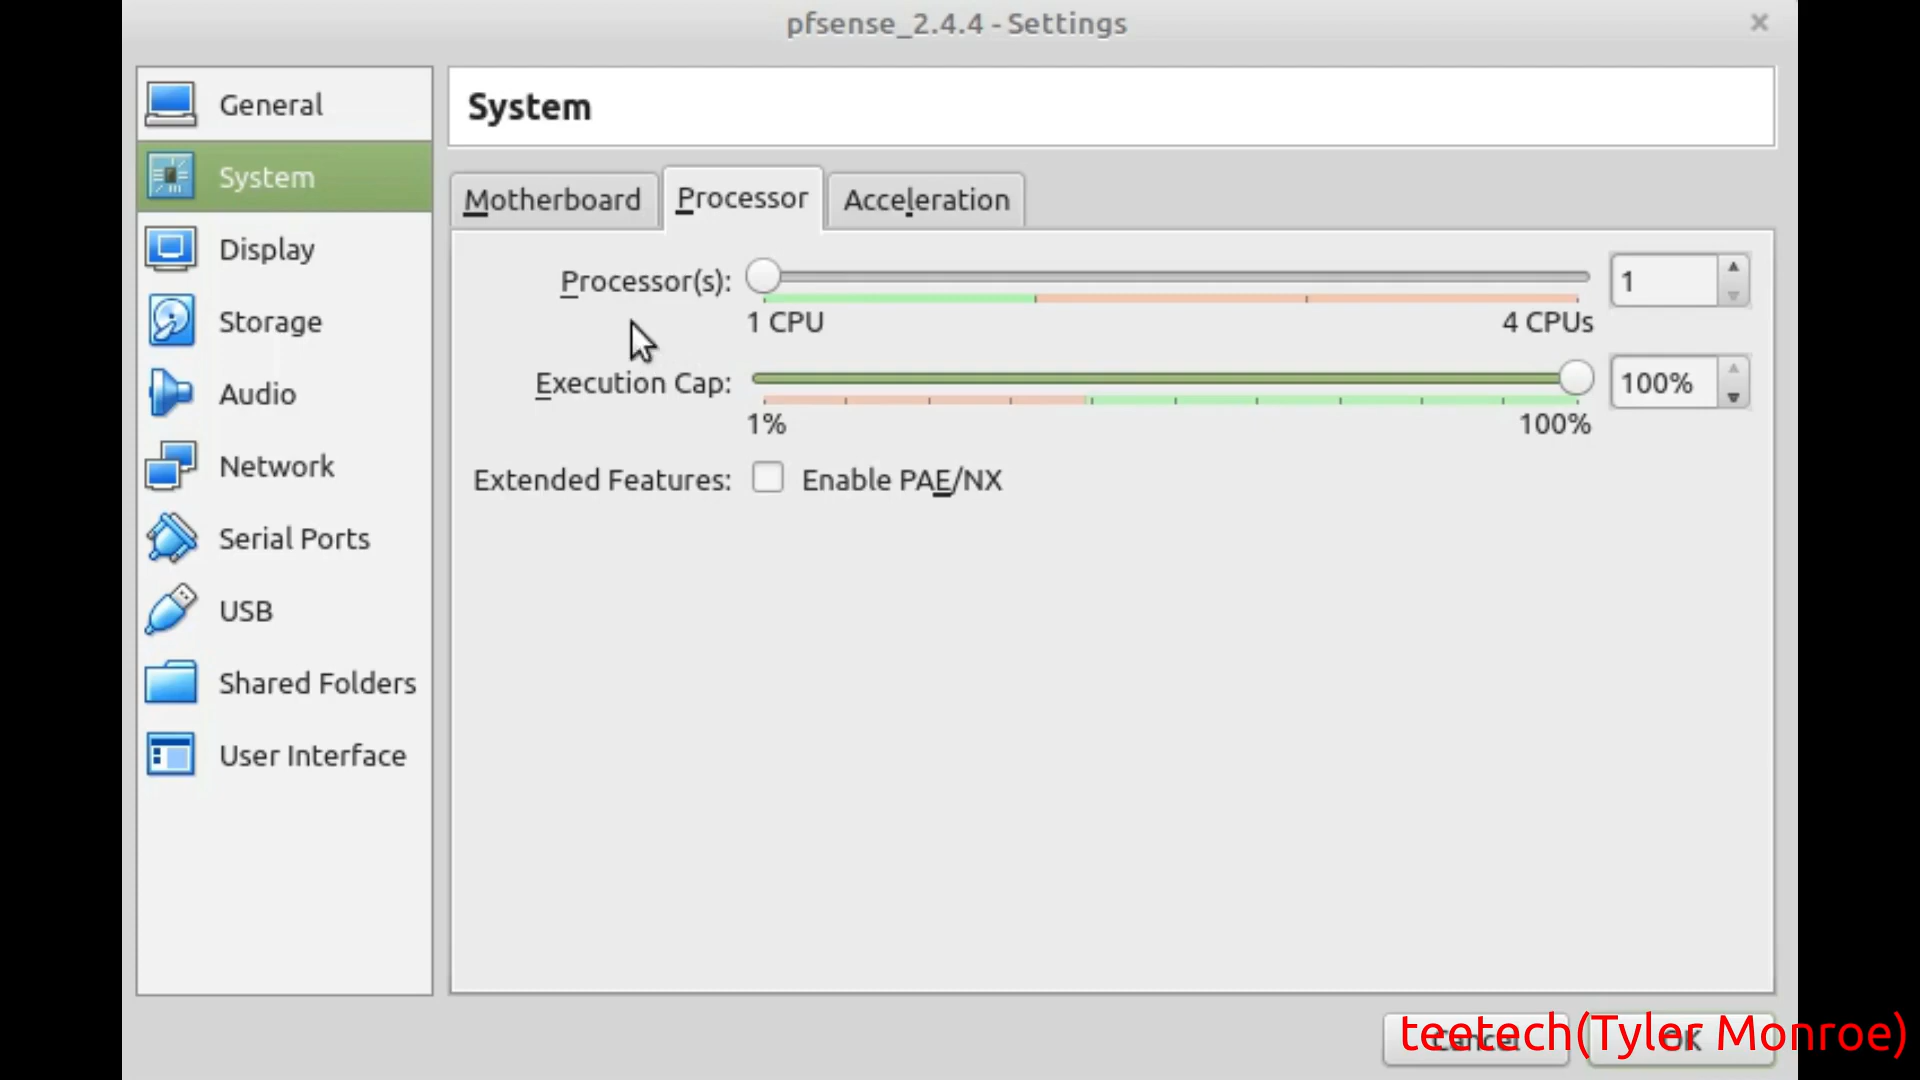 pfsense_2.4.4 - Settings
General
System
Display
Storage
Audio
Network
Serial Ports
USB
Shared Folders
User Interface
System
Motherboard
Processor
Acceleration
Processor(s):
1
1 CPU
4 CPUs
Execution Cap:
100%
1%
100%
Extended Features:
Enable PAE/NX
Cancel
OK
teetech(Tyler Monroe)